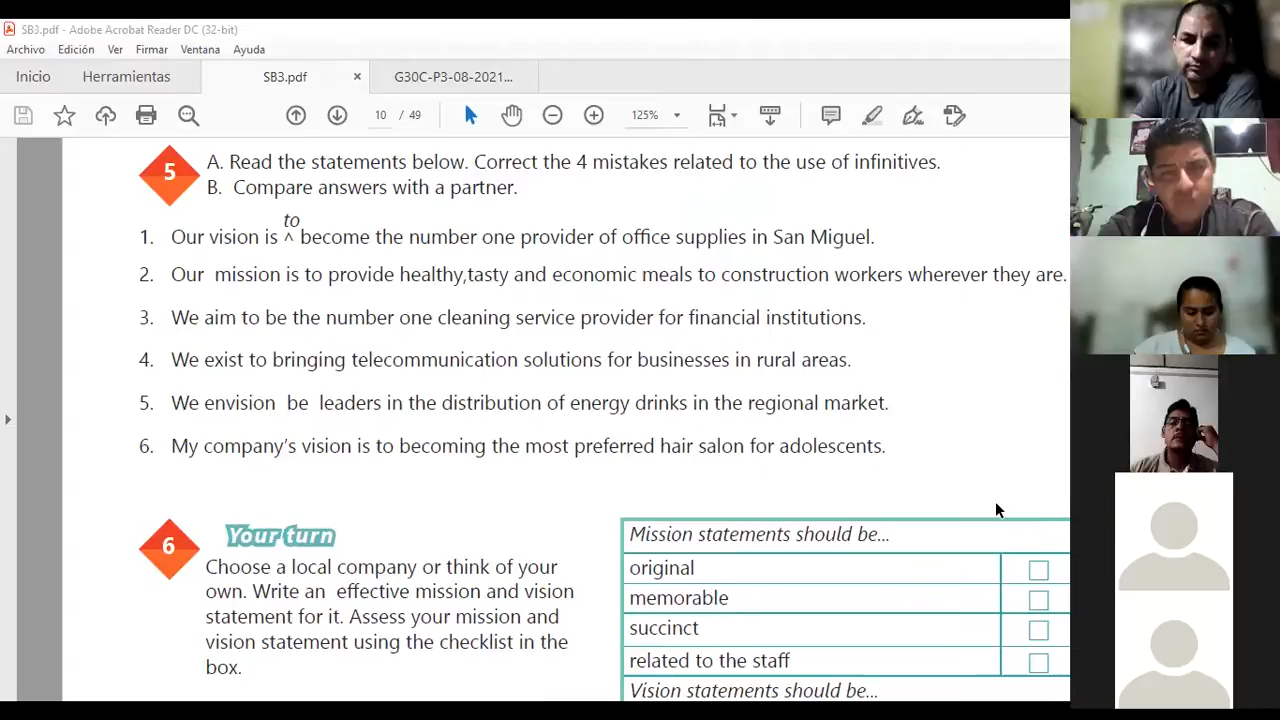 SB3.pdf - Adobe Acrobat Reader DC (32-bit)
Archivo Edición Ver Firmar Ventana Ayuda
Inicio Herramientas SB3.pdf × G30C-P3-08-2021...
10 / 49 125%
5
A. Read the statements below. Correct the 4 mistakes related to the use of infinitives.
B. Compare answers with a partner.
to
1. Our vision is ^ become the number one provider of office supplies in San Miguel.
2. Our mission is to provide healthy,tasty and economic meals to construction workers wherever they are.
3. We aim to be the number one cleaning service provider for financial institutions.
4. We exist to bringing telecommunication solutions for businesses in rural areas.
5. We envision be leaders in the distribution of energy drinks in the regional market.
6. My company's vision is to becoming the most preferred hair salon for adolescents.
6
Your turn
Choose a local company or think of your
own. Write an effective mission and vision
statement for it. Assess your mission and
vision statement using the checklist in the
box.
Mission statements should be...
original
memorable
succinct
related to the staff
Vision statements should be...